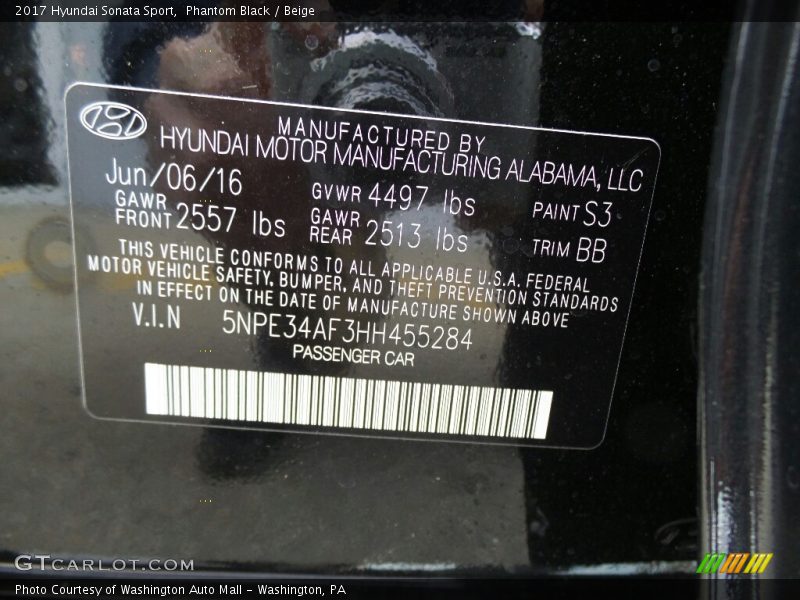 2017 Hyundai Sonata Sport,  Phantom Black / Beige
MANUFACTURED BY
HYUNDAI MOTOR MANUFACTURING ALABAMA, LLC
Jun/06/16 GVWR 4497 lbs PAINT S3
GAWR FRONT 2557 lbs GAWR REAR 2513 lbs TRIM BB
THIS VEHICLE CONFORMS TO ALL APPLICABLE U.S.A. FEDERAL
MOTOR VEHICLE SAFETY, BUMPER, AND THEFT PREVENTION STANDARDS
IN EFFECT ON THE DATE OF MANUFACTURE SHOWN ABOVE
V.I.N 5NPE34AF3HH455284
PASSENGER CAR
GTCARLOT.COM
Photo Courtesy of Washington Auto Mall - Washington, PA